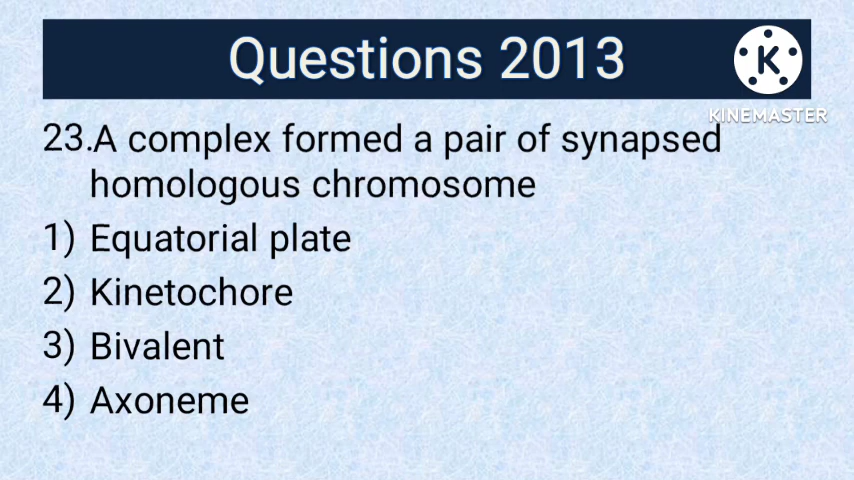 Questions 2013
K
KINEMASTER
23.A complex formed a pair of synapsed
homologous chromosome
1) Equatorial plate
2) Kinetochore
3) Bivalent
4) Axoneme